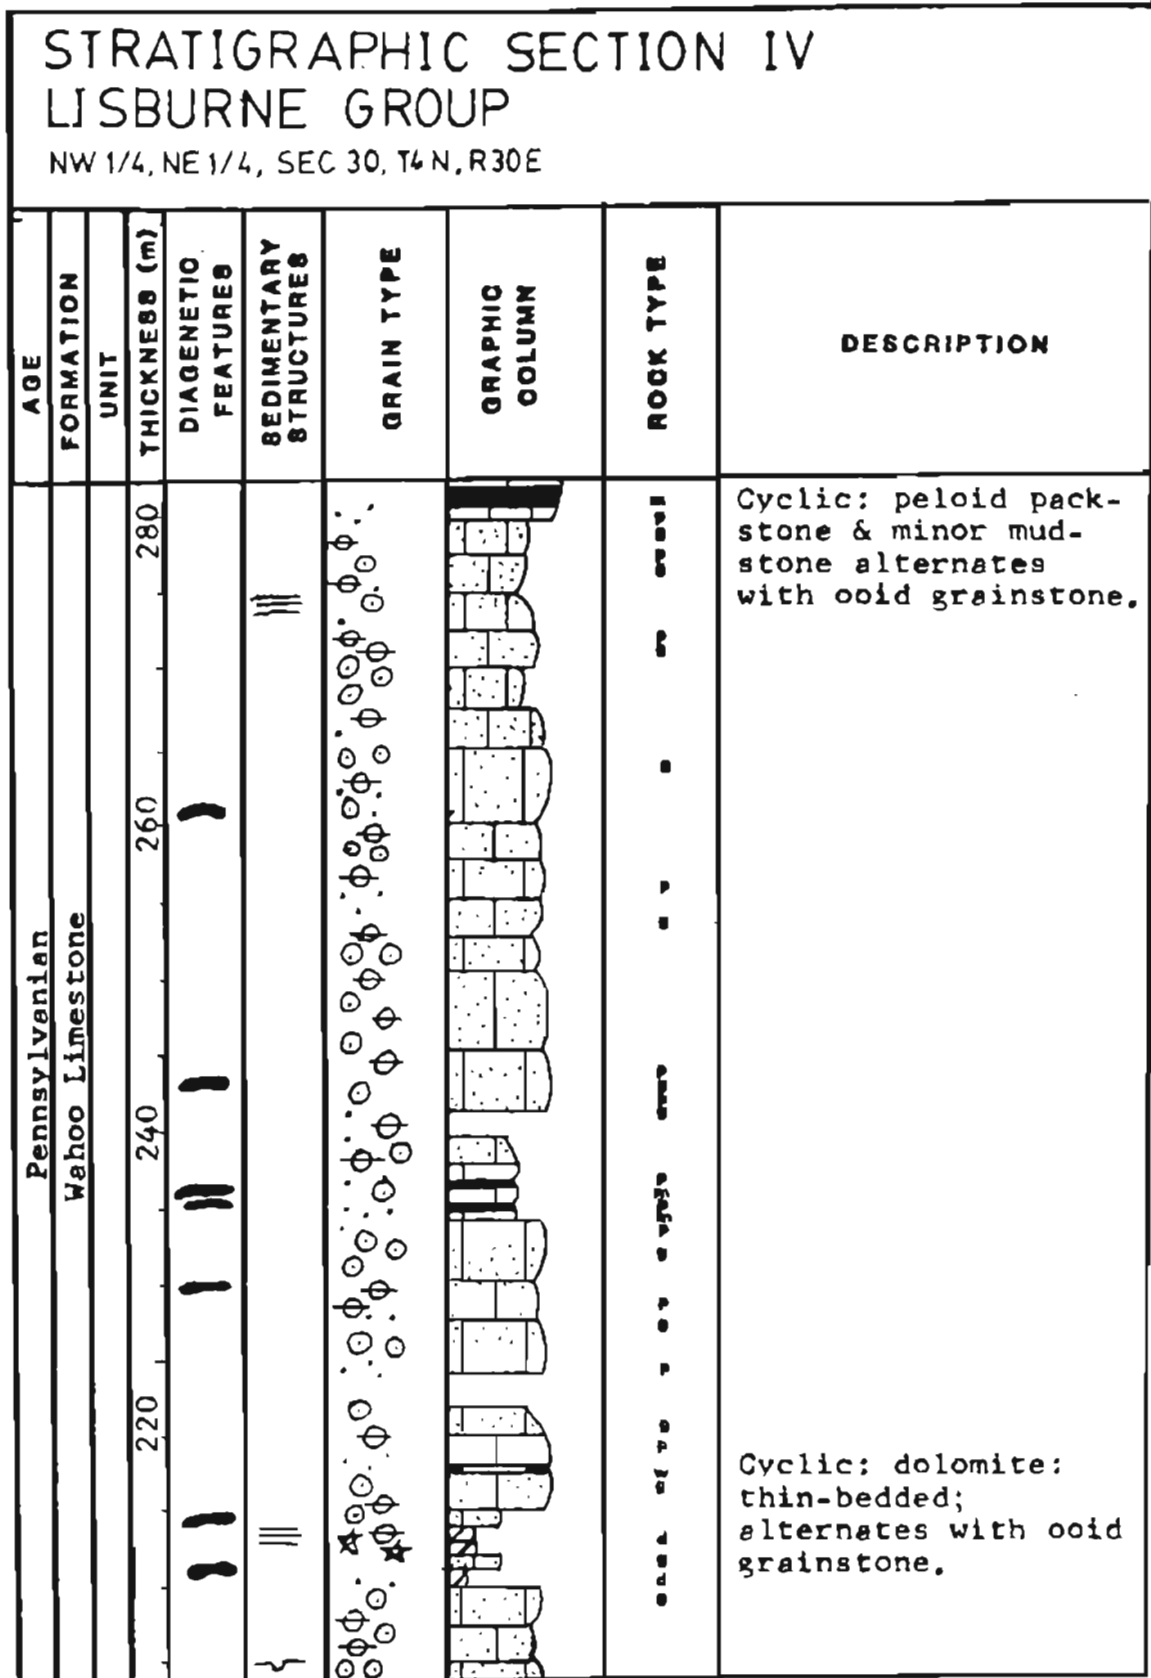 STRATIGRAPHIC SECTION IV
LISBURNE GROUP
NW 1/4, NE 1/4, SEC 30, T4N, R30E
AGE
FORMATION
UNIT
THICKNESS (m)
DIAGENETIC
FEATURES
SEDIMENTARY
STRUCTURES
GRAIN TYPE
GRAPHIC
COLUMN
ROCK TYPE
DESCRIPTION
Pennsylvanian
Wahoo Limestone
280
260
240
220
Cyclic: peloid pack-
stone & minor mud-
stone alternates
with ooid grainstone.
Cyclic: dolomite:
thin-bedded;
alternates with ooid
grainstone.